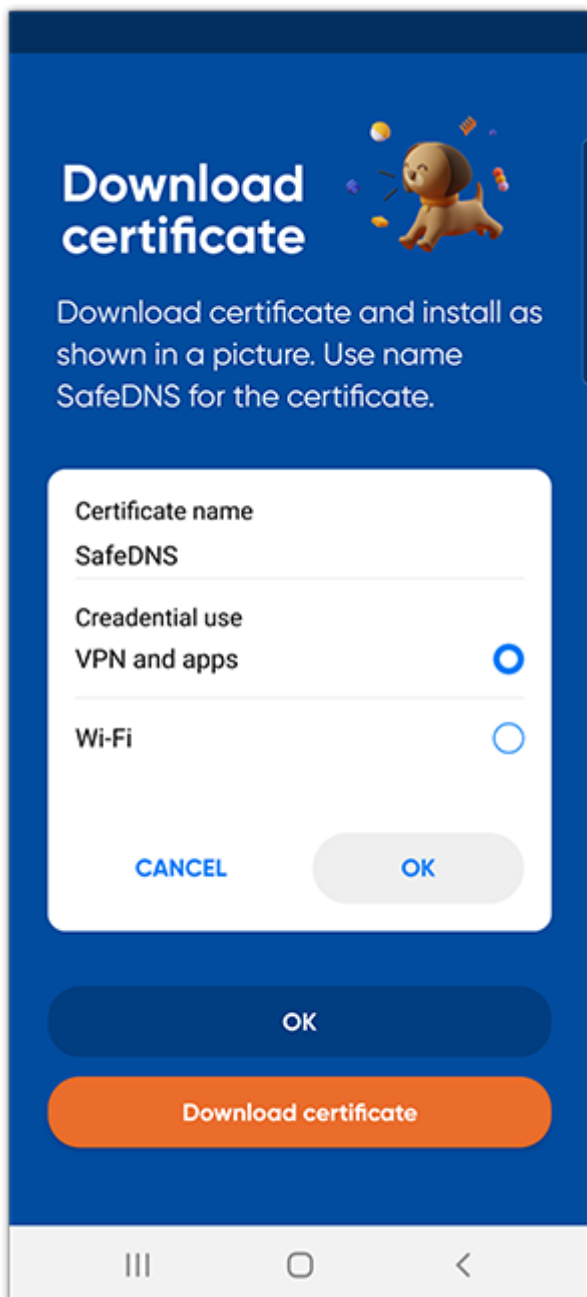 Download
certificate
Download certificate and install as
shown in a picture. Use name
SafeDNS for the certificate.
Certificate name
SafeDNS
Creadential use
VPN and apps
Wi-Fi
CANCEL
OK
OK
Download certificate